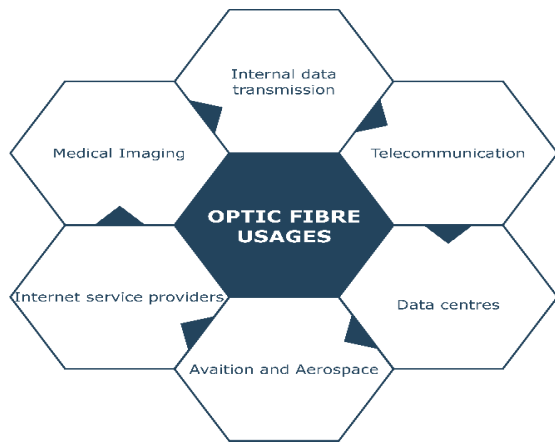 Internal data
transmission
Medical Imaging
Telecommunication
OPTIC FIBRE
USAGES
Internet service providers
Data centres
Avaition and Aerospace